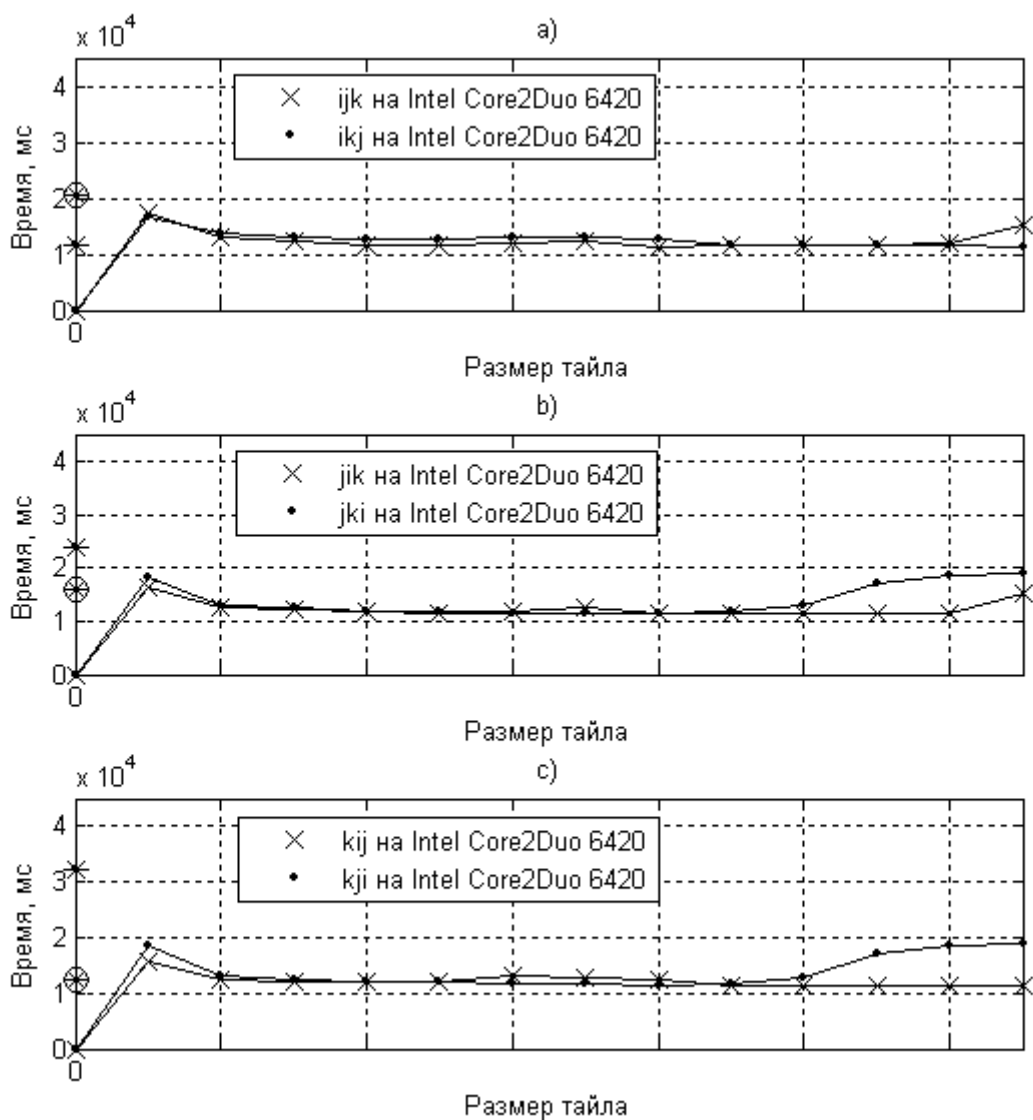 x 10^4
a)
ijk на Intel Core2Duo 6420
ikj на Intel Core2Duo 6420
Время, мс
4
3
2
1
0
0
Размер тайла
x 10^4
b)
jik на Intel Core2Duo 6420
jki на Intel Core2Duo 6420
Время, мс
4
3
2
1
0
0
Размер тайла
x 10^4
c)
kij на Intel Core2Duo 6420
kji на Intel Core2Duo 6420
Время, мс
4
3
2
1
0
0
Размер тайла